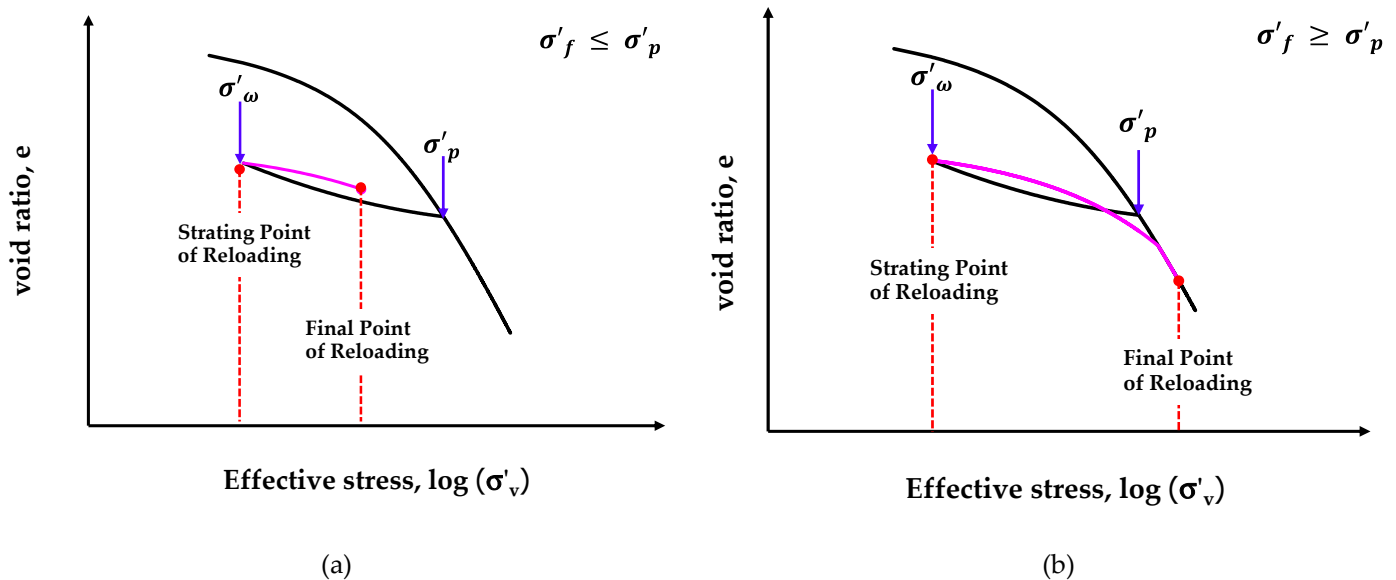 σ′f ≤ σ′p
σ′ω
σ′p
void ratio, e
Strating Point
of Reloading
Final Point
of Reloading
Effective stress, log (σ'v)
(a)
σ′f ≥ σ′p
σ′ω
σ′p
void ratio, e
Strating Point
of Reloading
Final Point
of Reloading
Effective stress, log (σ'v)
(b)